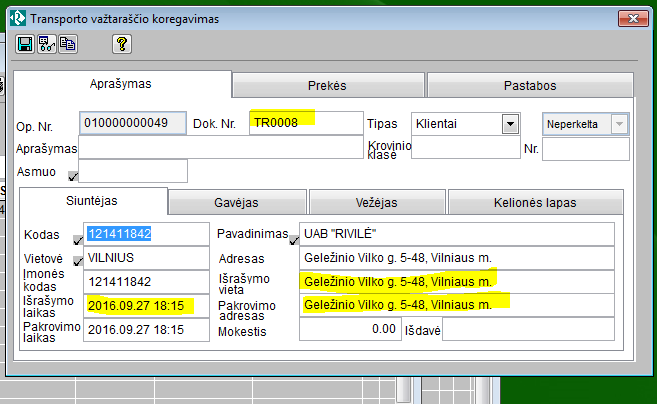 Transporto važtaraščio koregavimas
Aprašymas Prekės Pastabos
Op. Nr. 010000000049 Dok. Nr. TR0008 Tipas Klientai Neperkelta
Aprašymas Krovinio klasė Nr.
Asmuo
Siuntėjas Gavėjas Vežėjas Kelionės lapas
Kodas 121411842 Pavadinimas UAB "RIVILĖ"
Vietovė VILNIUS Adresas Geležinio Vilko g. 5-48, Vilniaus m.
Įmonės kodas 121411842 Išrašymo vieta Geležinio Vilko g. 5-48, Vilniaus m.
Išrašymo laikas 2016.09.27 18:15 Pakrovimo adresas Geležinio Vilko g. 5-48, Vilniaus m.
Pakrovimo laikas 2016.09.27 18:15 Mokestis 0.00 Išdavė